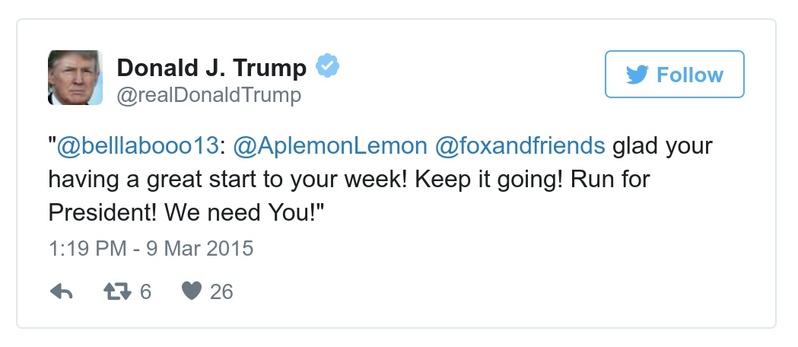 Donald J. Trump
@realDonaldTrump
Follow
"@belllabooo13: @AplemonLemon @foxandfriends glad your
having a great start to your week! Keep it going! Run for
President! We need You!"
1:19 PM - 9 Mar 2015
6 26